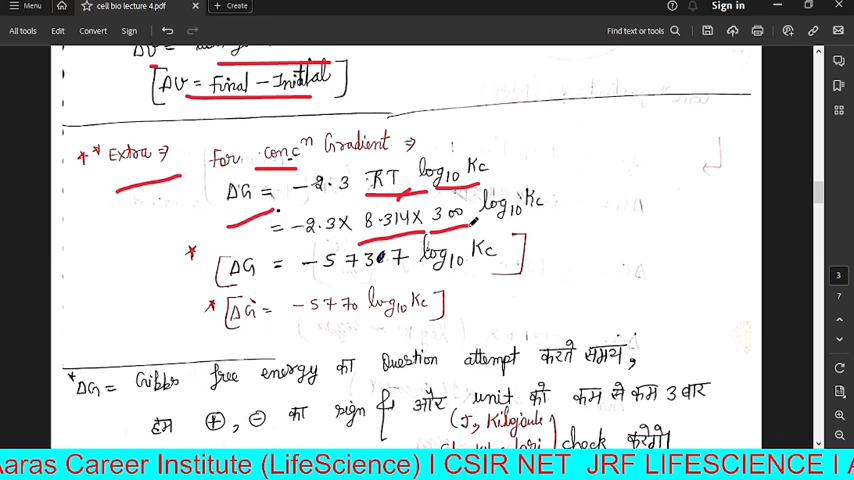 Menu
cell bio lecture 4.pdf
Create
Sign in
All tools Edit Convert Sign
Find text or tools
[ΔV = Final – Initial]
** Extra ⇒ For concⁿ Gradient ⇒
ΔG = -2.3 RT log₁₀ Kc
= -2.3 × 8.314 × 300 log₁₀ Kc
* [ΔG = -5737 log₁₀ Kc]
* [ΔG = -5770 log₁₀ Kc]
*ΔG = Gibbs free energy का Question attempt करते समय,
हम ⊕, ⊖ का sign और unit को कम से कम 3 बार
(J, Kilojoule
check करेंगे।
3
7
Aaras Career Institute (LifeScience) I CSIR NET JRF LIFESCIENCE I A